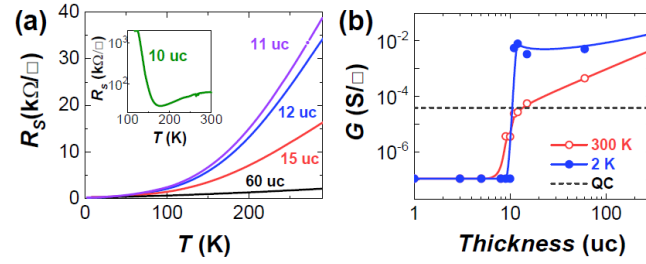 (a)
R_S(kΩ/□)
40
30
20
10
0
0
100
200
T (K)
11 uc
12 uc
15 uc
60 uc
10 uc
R_s (kΩ/□)
10³
10²
100
200
300
T (K)
(b)
G (S/□)
10⁻²
10⁻⁴
10⁻⁶
1
10
100
Thickness (uc)
300 K
2 K
QC